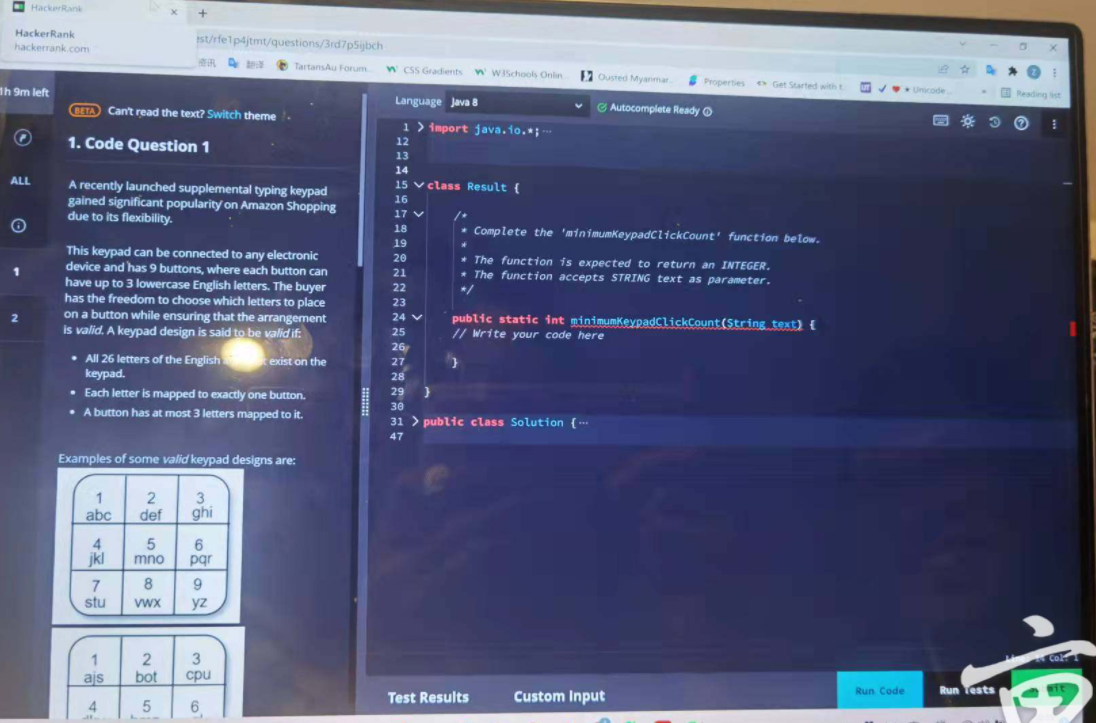 HackerRank
HackerRank
hackerrank.com
st/rfe1p4jtmt/questions/3rd7p5ijbch
翻译
TartansAu Forum...
CSS Gradients
W3Schools Onlin...
Ousted Myanmar...
Properties
Get Started with t...
Unicode...
Reading list
1h 9m left
BETA Can't read the text? Switch theme
Language Java 8
Autocomplete Ready
ALL
1
2
1. Code Question 1
A recently launched supplemental typing keypad
gained significant popularity on Amazon Shopping
due to its flexibility.
This keypad can be connected to any electronic
device and has 9 buttons, where each button can
have up to 3 lowercase English letters. The buyer
has the freedom to choose which letters to place
on a button while ensuring that the arrangement
is valid. A keypad design is said to be valid if:
• All 26 letters of the English exist on the
keypad.
• Each letter is mapped to exactly one button.
• A button has at most 3 letters mapped to it.
Examples of some valid keypad designs are:
1 2 3
abc def ghi
4 5 6
jkl mno pqr
7 8 9
stu vwx yz
1 2 3
ajs bot cpu
4 5 6
1 import java.io.*;...
12
13
14
15 class Result {
16
17 /*
18 * Complete the 'minimumKeypadClickCount' function below.
19 *
20 * The function is expected to return an INTEGER.
21 * The function accepts STRING text as parameter.
22 */
23
24 public static int minimumKeypadClickCount(String text) {
25 // Write your code here
26
27 }
28
29 }
30
31 public class Solution {...
47
Test Results
Custom Input
Run Code
Run Tests